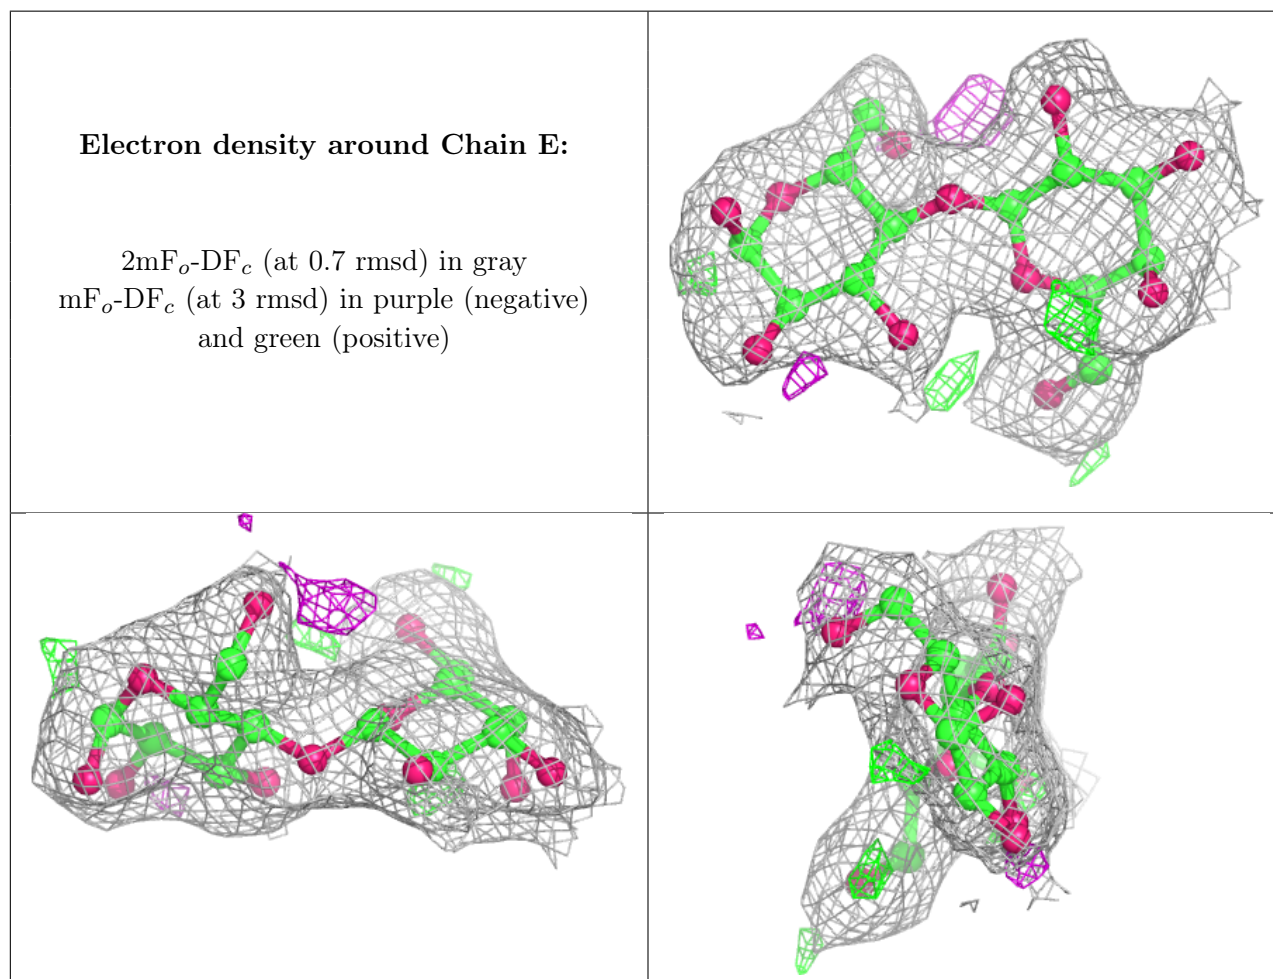 Electron density around Chain E:
2mFo-DFc (at 0.7 rmsd) in gray
mFo-DFc (at 3 rmsd) in purple (negative)
and green (positive)